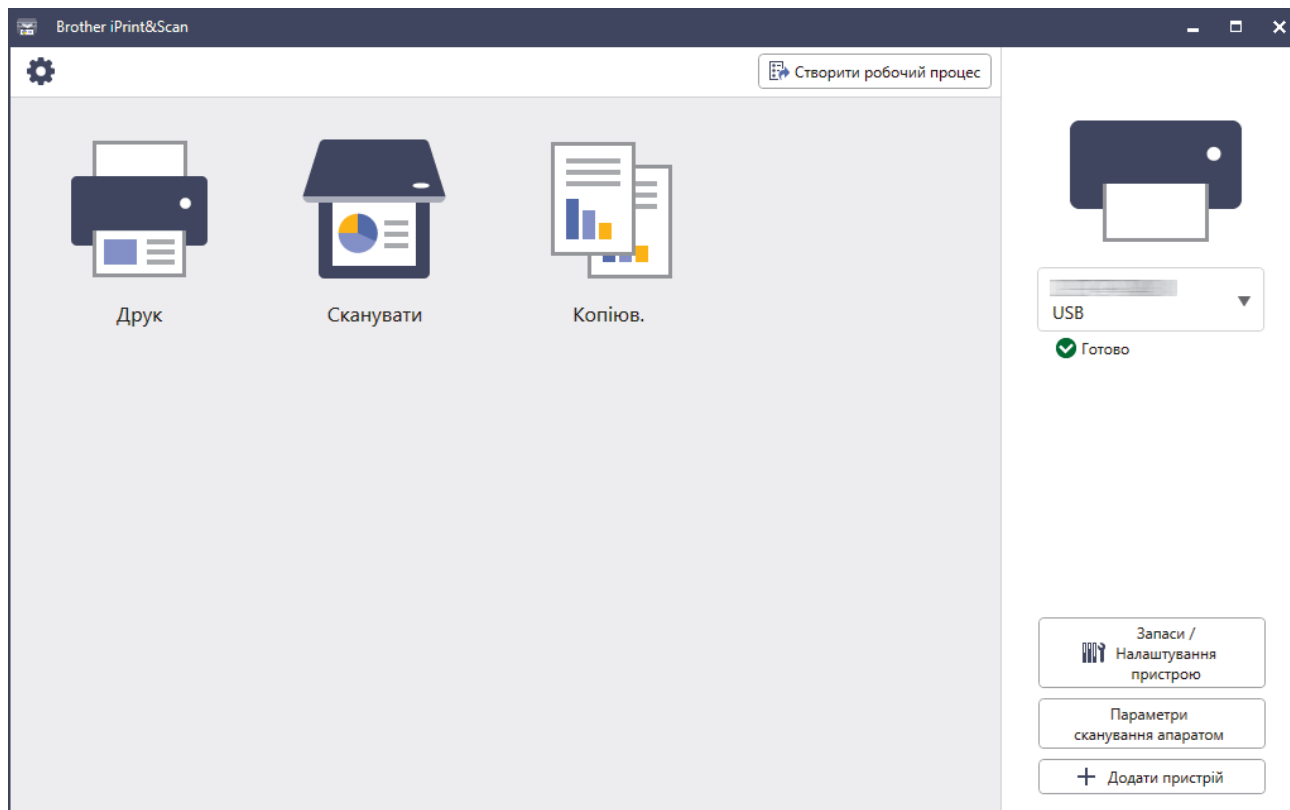 Brother iPrint&Scan
Створити робочий процес
Друк
Сканувати
Копіюв.
USB
Готово
Запаси /
Налаштування
пристрою
Параметри
сканування апаратом
Додати пристрій